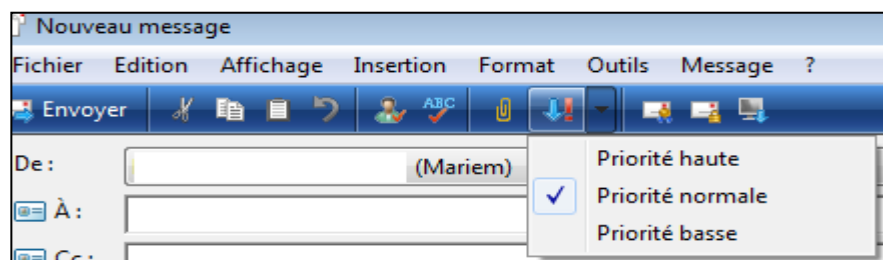 Nouveau message
Fichier Edition Affichage Insertion Format Outils Message ?
Envoyer ABC
De : (Mariem)
Priorité haute
À :
Priorité normale
Priorité basse
Cc :